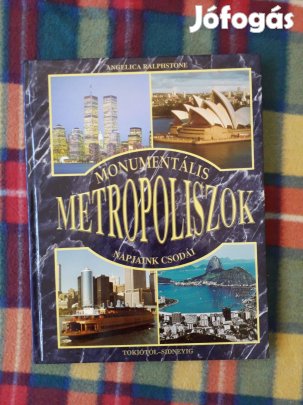 Jófogás
ANGELICA RALPHSTONE
MONUMENTÁLIS
METROPOLISZOK
NAPJAINK CSODÁI
TOKIÓTÓL-SIDNEYIG